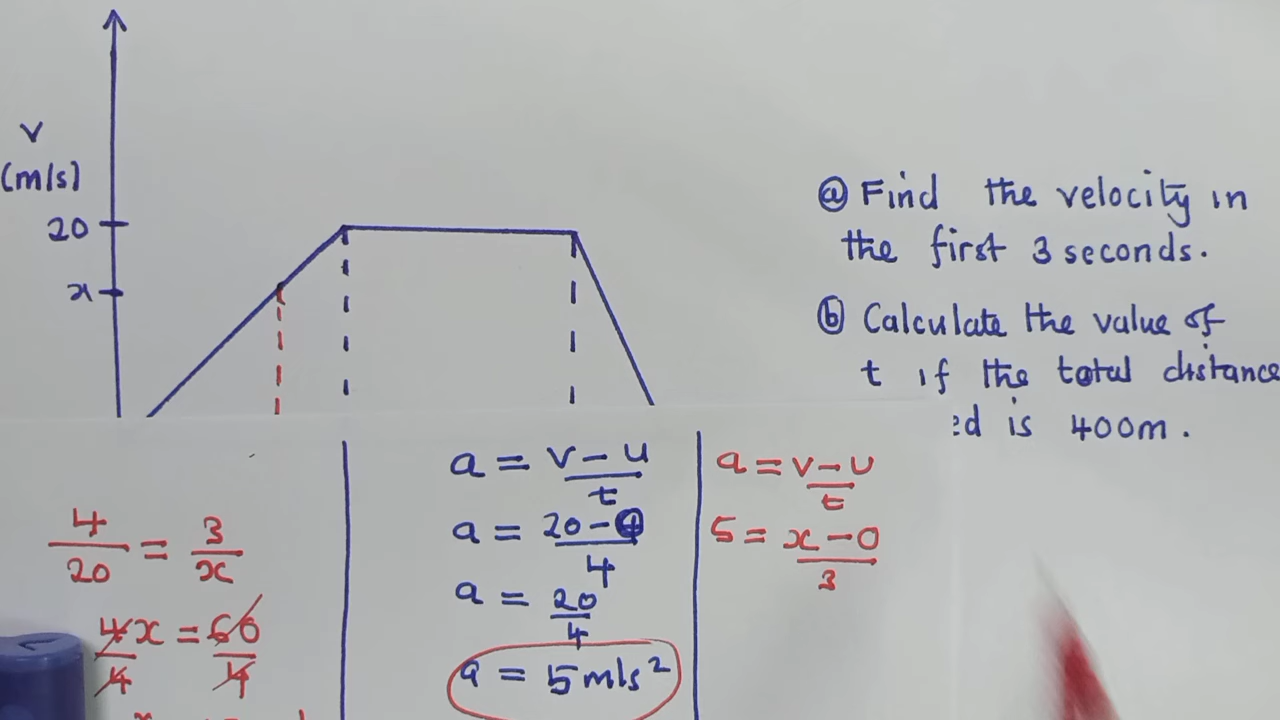 v
(m/s)
20
x
ⓐ Find the velocity in
the first 3 seconds.
ⓑ Calculate the value of
t if the total distance
is 400m.
4/20 = 3/x
4x/4 = 60/4
a = v-u/t
a = 20-0/4
a = 20/4
a = 5m/s²
a = v-u/t
5 = x-0/3